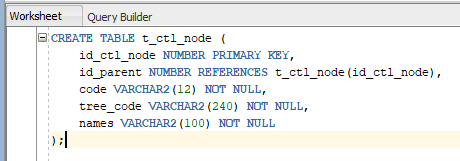 Worksheet Query Builder
CREATE TABLE t_ctl_node (
id_ctl_node NUMBER PRIMARY KEY,
id_parent NUMBER REFERENCES t_ctl_node(id_ctl_node),
code VARCHAR2(12) NOT NULL,
tree_code VARCHAR2(240) NOT NULL,
names VARCHAR2(100) NOT NULL
);